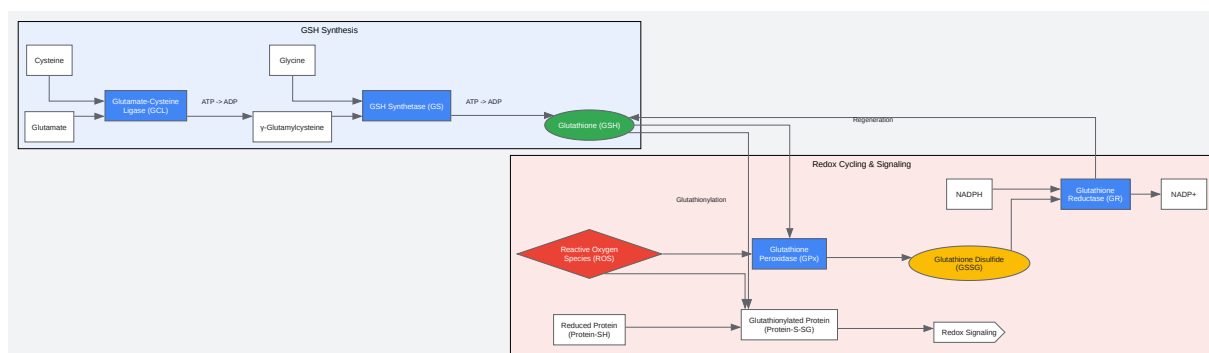 GSH Synthesis
Cysteine
Glycine
Glutamate-Cysteine
Ligase (GCL)
ATP -> ADP
GSH Synthetase (GS)
ATP -> ADP
Glutamate
γ-Glutamylcysteine
Glutathione (GSH)
Regeneration
Redox Cycling & Signaling
NADPH
Glutathione
Reductase (GR)
NADP+
Glutathionylation
Reactive Oxygen
Species (ROS)
Glutathione
Peroxidase (GPx)
Glutathione Disulfide
(GSSG)
Reduced Protein
(Protein-SH)
Glutathionylated Protein
(Protein-S-SG)
Redox Signaling